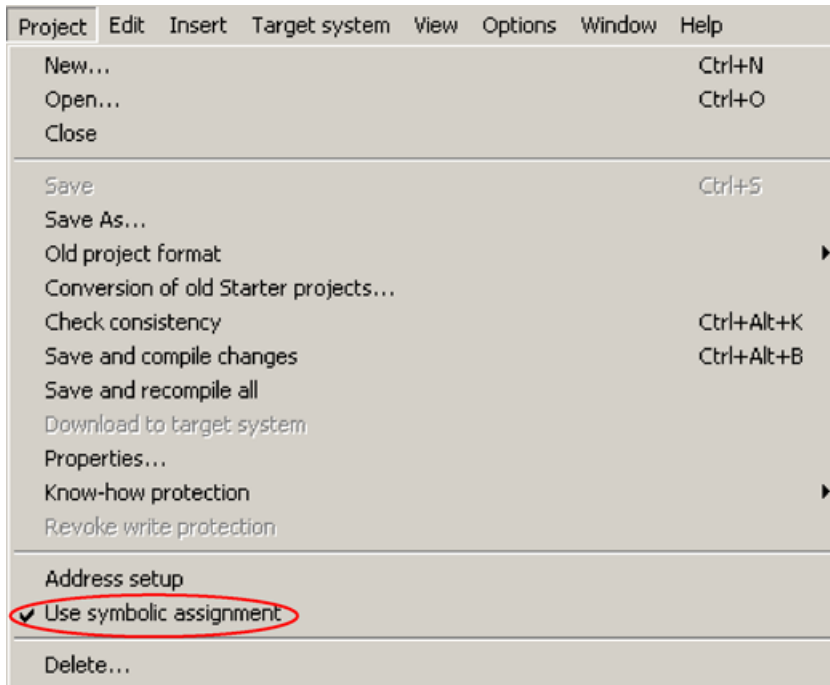 Project Edit Insert Target system View Options Window Help
New... Ctrl+N
Open... Ctrl+O
Close
Save Ctrl+S
Save As...
Old project format
Conversion of old Starter projects...
Check consistency Ctrl+Alt+K
Save and compile changes Ctrl+Alt+B
Save and recompile all
Download to target system
Properties...
Know-how protection
Revoke write protection
Address setup
Use symbolic assignment
Delete...